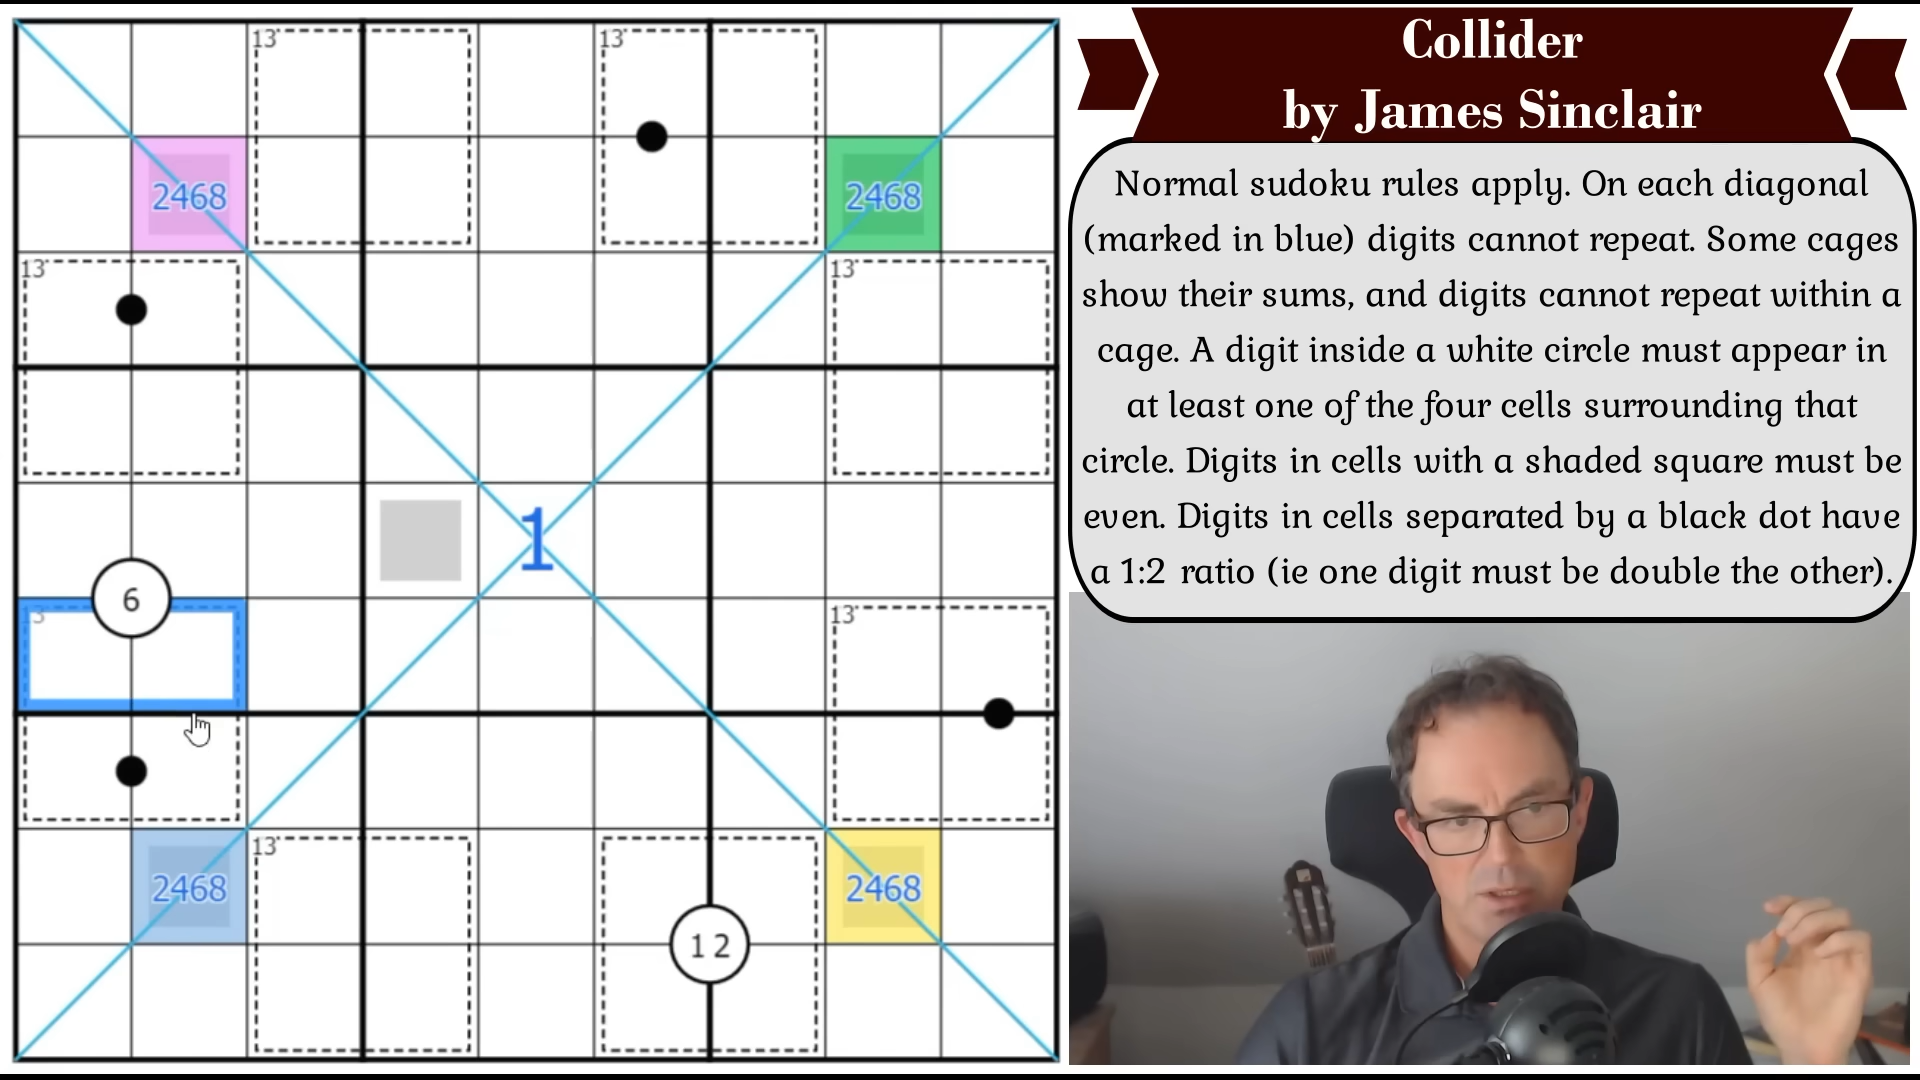 Collider
by James Sinclair
Normal sudoku rules apply. On each diagonal
(marked in blue) digits cannot repeat. Some cages
show their sums, and digits cannot repeat within a
cage. A digit inside a white circle must appear in
at least one of the four cells surrounding that
circle. Digits in cells with a shaded square must be
even. Digits in cells separated by a black dot have
a 1:2 ratio (ie one digit must be double the other).
13 13
2468 2468
13 13
1
6
13 13
2468 13 2468
1 2